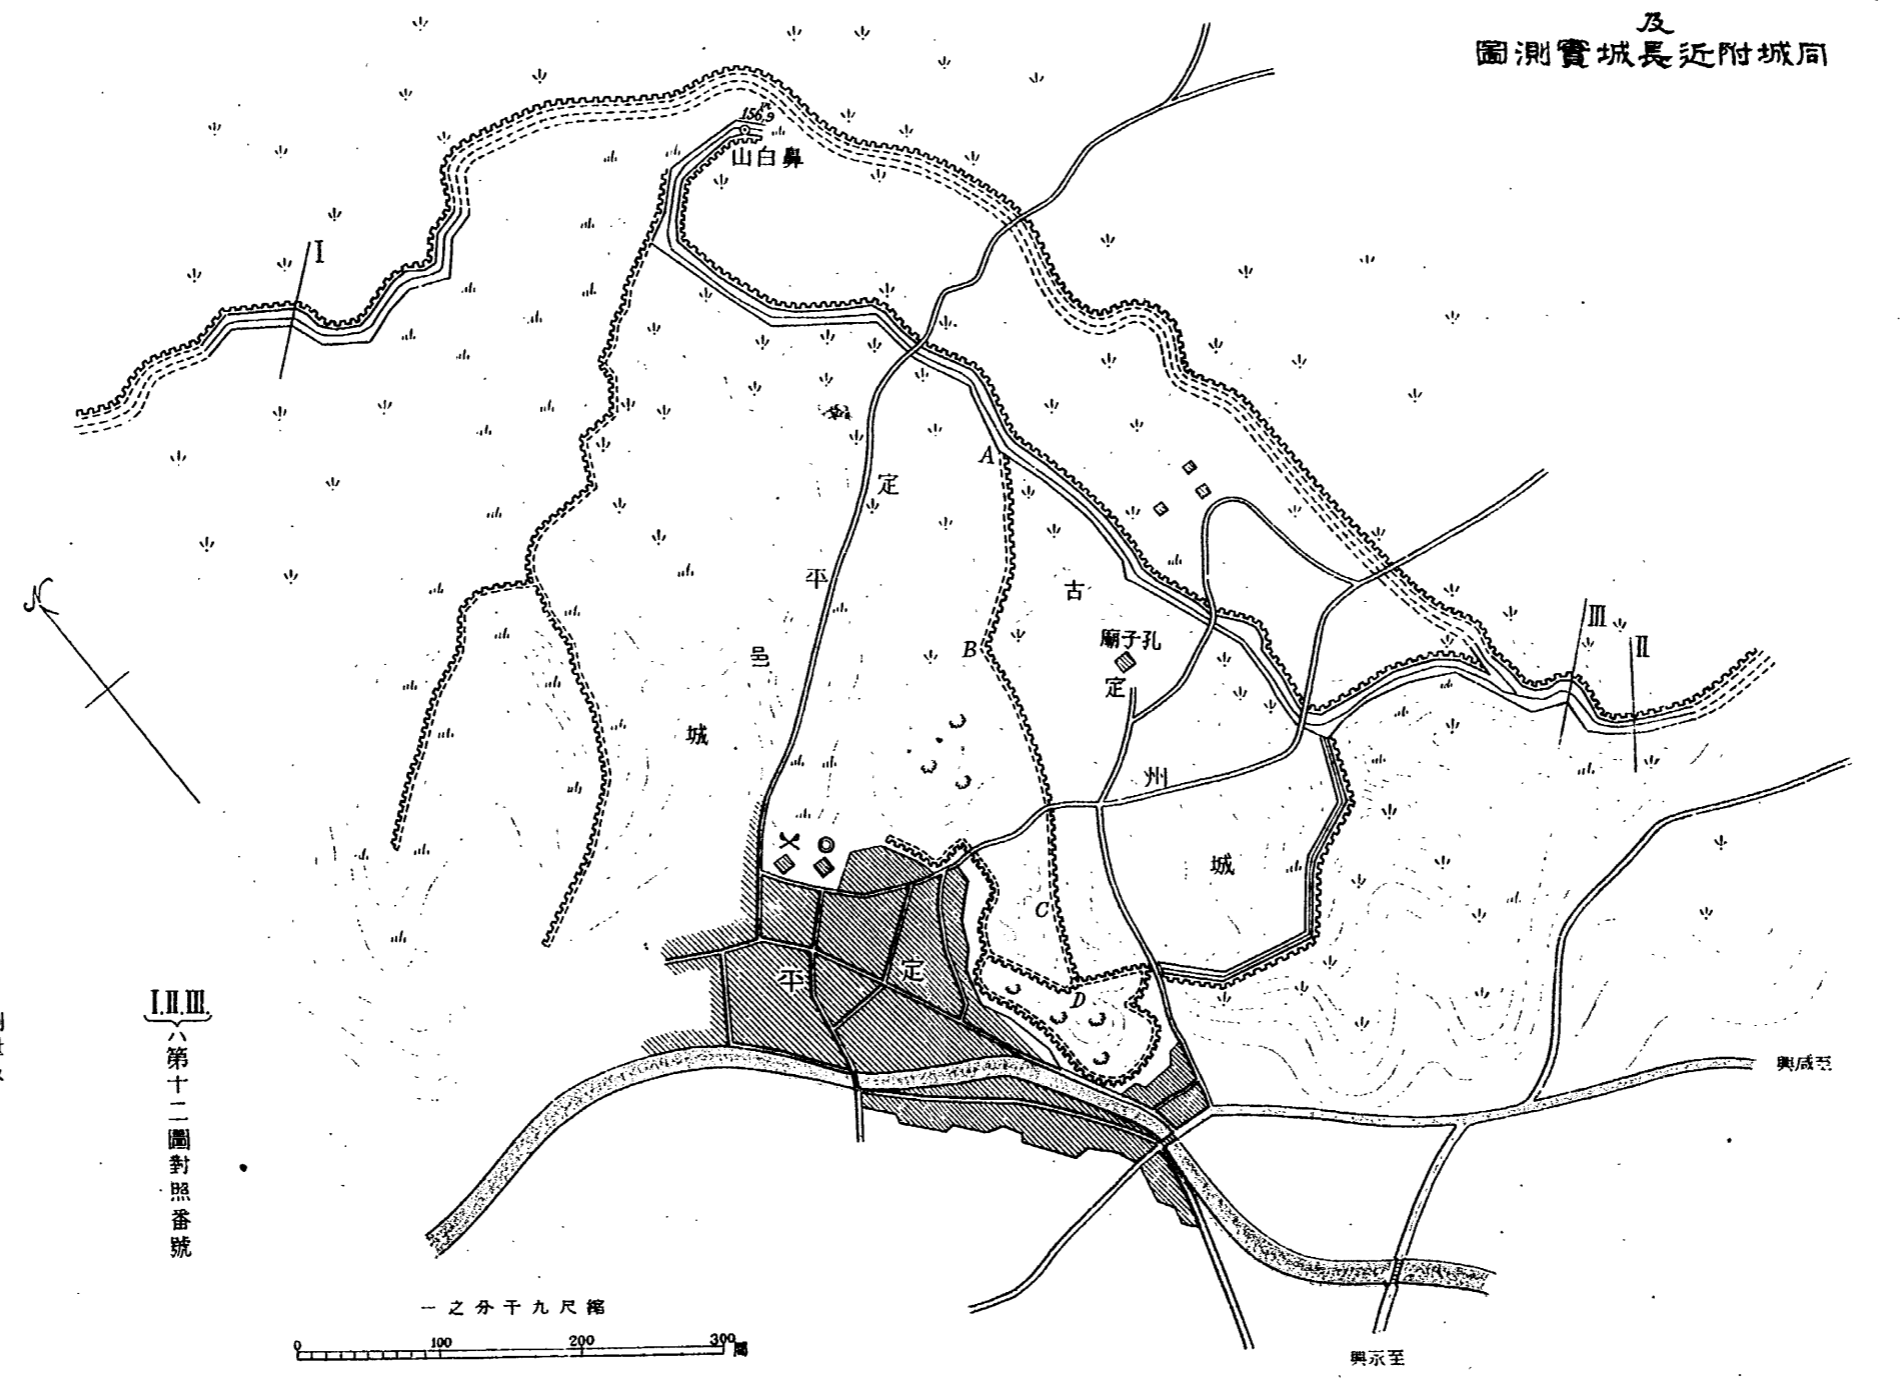 及
同城附近長城實測圖
156,9
鼻白山
I
III
II
A
B
C
D
N
定平邑城
古定州城
孔子廟
定平
至咸興
至永興
I.II.III.
ハ第十二圖對照番號
縮尺九千分之一
0 100 200 300間